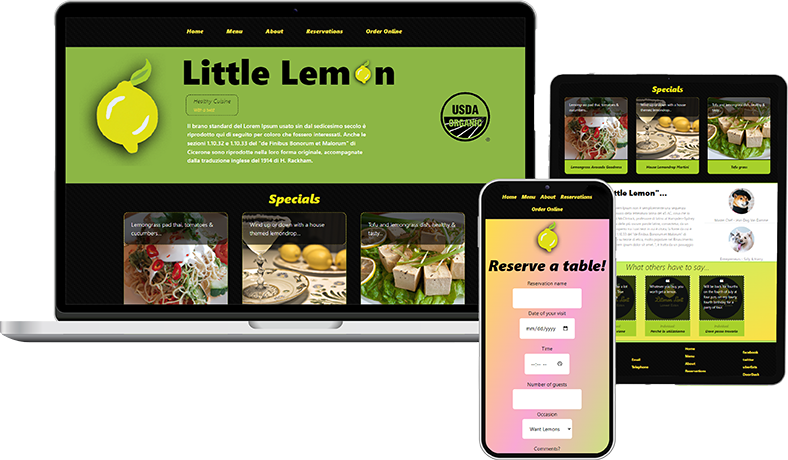 Home Menu About Reservations Order Online
Little Lemon
Healthy Cuisine
With a twist
USDA
ORGANIC
Il brano standard del Lorem Ipsum usato sin dal sedicesimo secolo è
riprodotto qui di seguito per coloro che fossero interessati. Anche le
sezioni 1.10.32 e 1.10.33 del "de Finibus Bonorum et Malorum" di
Cicerone sono riprodotte nella loro forma originale, accompagnate
dalla traduzione inglese del 1914 di H. Rackham.
Specials
Lemongrass pad thai, tomatoes &
cucumbers...
Wind up or down with a house
themed lemondrop...
Tofu and lemongrass dish, healthy &
tasty
Specials
Lemongrass pad thai, tomatoes &
cucumbers...
Wind up or down with a house
themed lemondrop...
Tofu and lemongrass dish, healthy &
Lemongrass Avocado Goodness
House Lemondrop Martini
Tofu grass
ttle Lemon"...
What others have to say...
Email
Telephone
Home
Menu
About
Reservations
facebook
twitter
uberEats
DoorDash
Home Menu About Reservations
Order Online
Reserve a table!
Reservation name
Date of your visit
mm/dd/yyyy
Time
--:-- --
Number of guests
Occasion
Want Lemons
Comments?